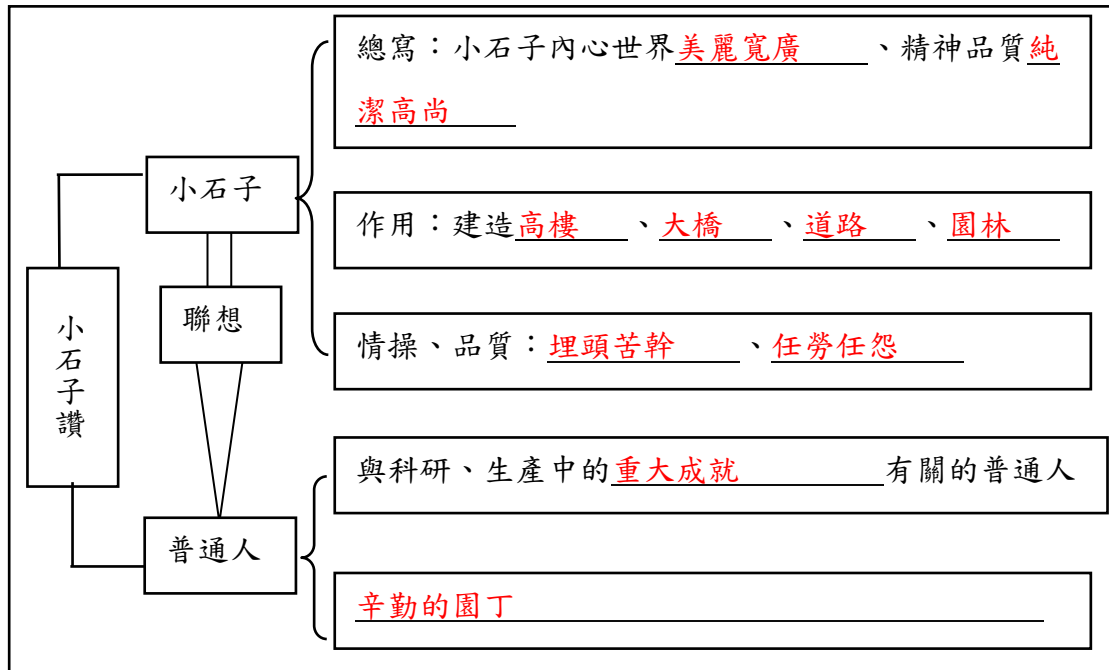 總寫：小石子內心世界美麗寬廣、精神品質純
潔高尚
小石子
作用：建造高樓、大橋、道路、園林
聯想
小石子讚
情操、品質：埋頭苦幹、任勞任怨
與科研、生產中的重大成就有關的普通人
普通人
辛勤的園丁